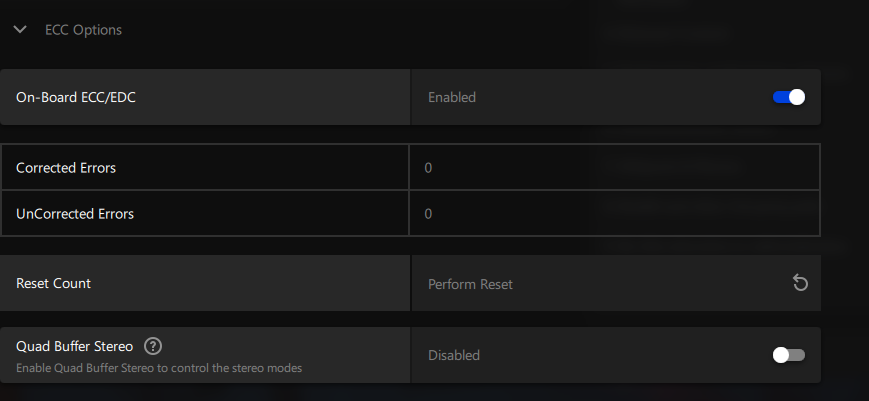 ECC Options
On-Board ECC/EDC Enabled
Corrected Errors 0
UnCorrected Errors 0
Reset Count Perform Reset
Quad Buffer Stereo ? Disabled
Enable Quad Buffer Stereo to control the stereo modes